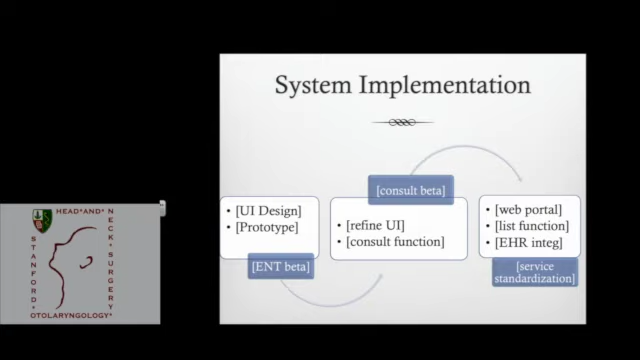 System Implementation
• [UI Design]
• [Prototype]
[ENT beta]
[consult beta]
• [refine UI]
• [consult function]
• [web portal]
• [list function]
• [EHR integ]
[service
standardization]
HEAD*AND*
NECK*SURGERY
STANFORD
OTOLARYNGOLOGY*